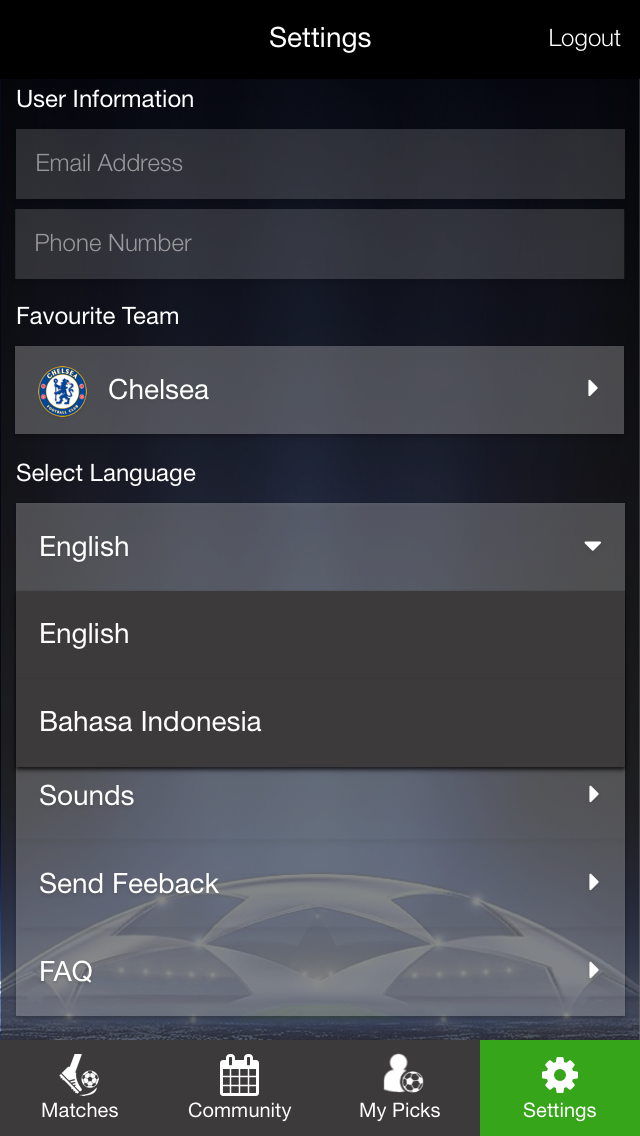 Settings
Logout
User Information
Email Address
Phone Number
Favourite Team
CHELSEA
FOOTBALL CLUB
Chelsea
Select Language
English
English
Bahasa Indonesia
Sounds
Send Feeback
FAQ
Matches
Community
My Picks
Settings